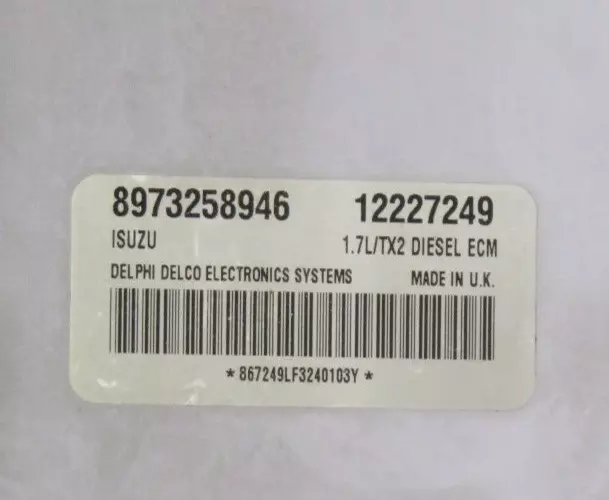 8973258946 12227249
ISUZU 1.7L/TX2 DIESEL ECM
DELPHI DELCO ELECTRONICS SYSTEMS MADE IN U.K.
* 867249LF3240103Y *